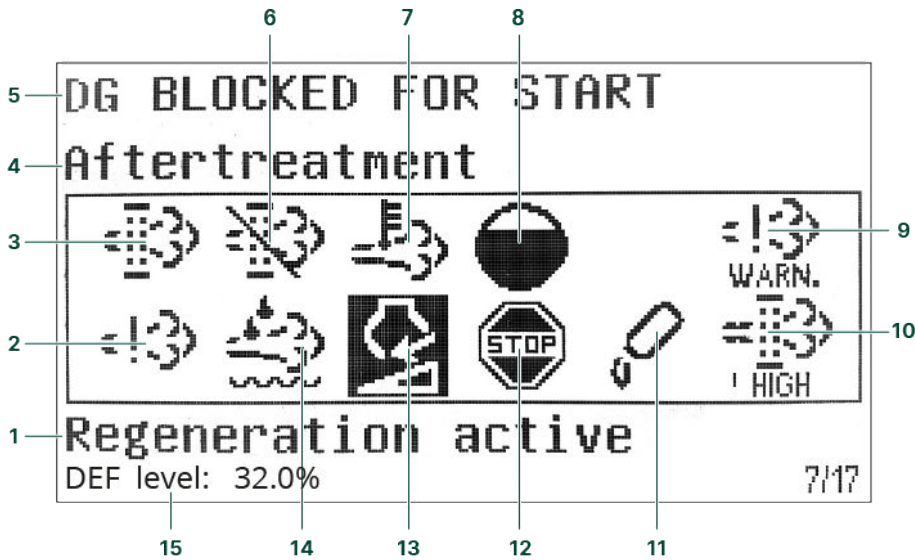 6 7 8
5 DG BLOCKED FOR START
4 Aftertreatment
3 9
WARN.
2 STOP 10
! HIGH
1 Regeneration active
DEF level: 32.0% 7/17
15 14 13 12 11